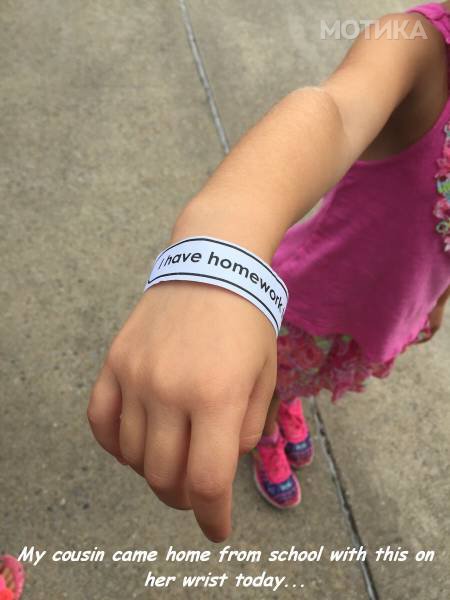 МОТИКА
I have homework.
My cousin came home from school with this on
her wrist today...